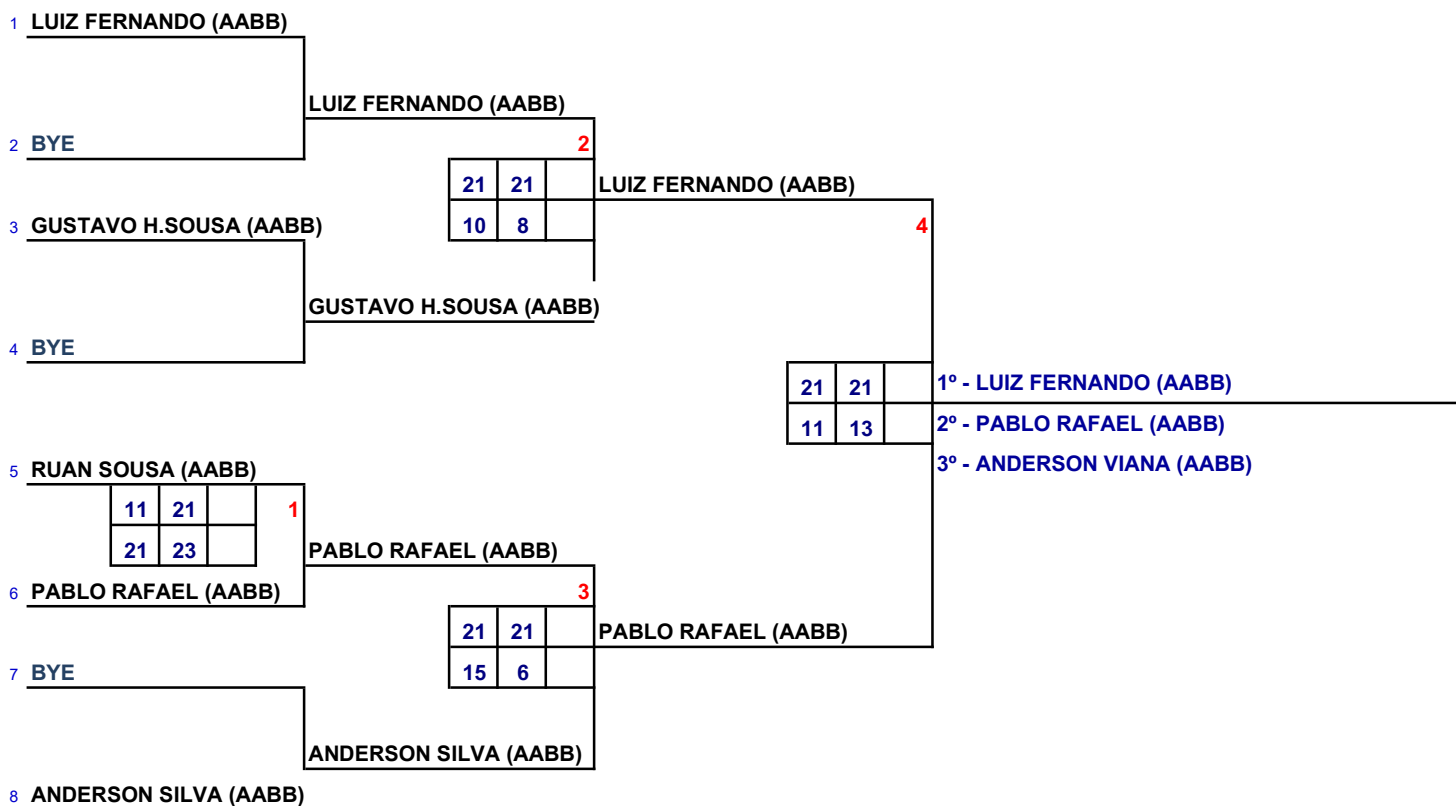 1 LUIZ FERNANDO (AABB)
LUIZ FERNANDO (AABB)
2 BYE
2
21 21 LUIZ FERNANDO (AABB)
3 GUSTAVO H.SOUSA (AABB)
10 8
4
GUSTAVO H.SOUSA (AABB)
4 BYE
21 21 1º - LUIZ FERNANDO (AABB)
11 13 2º - PABLO RAFAEL (AABB)
3º - ANDERSON VIANA (AABB)
5 RUAN SOUSA (AABB)
11 21 1
21 23 PABLO RAFAEL (AABB)
6 PABLO RAFAEL (AABB)
3
21 21 PABLO RAFAEL (AABB)
7 BYE
15 6
ANDERSON SILVA (AABB)
8 ANDERSON SILVA (AABB)